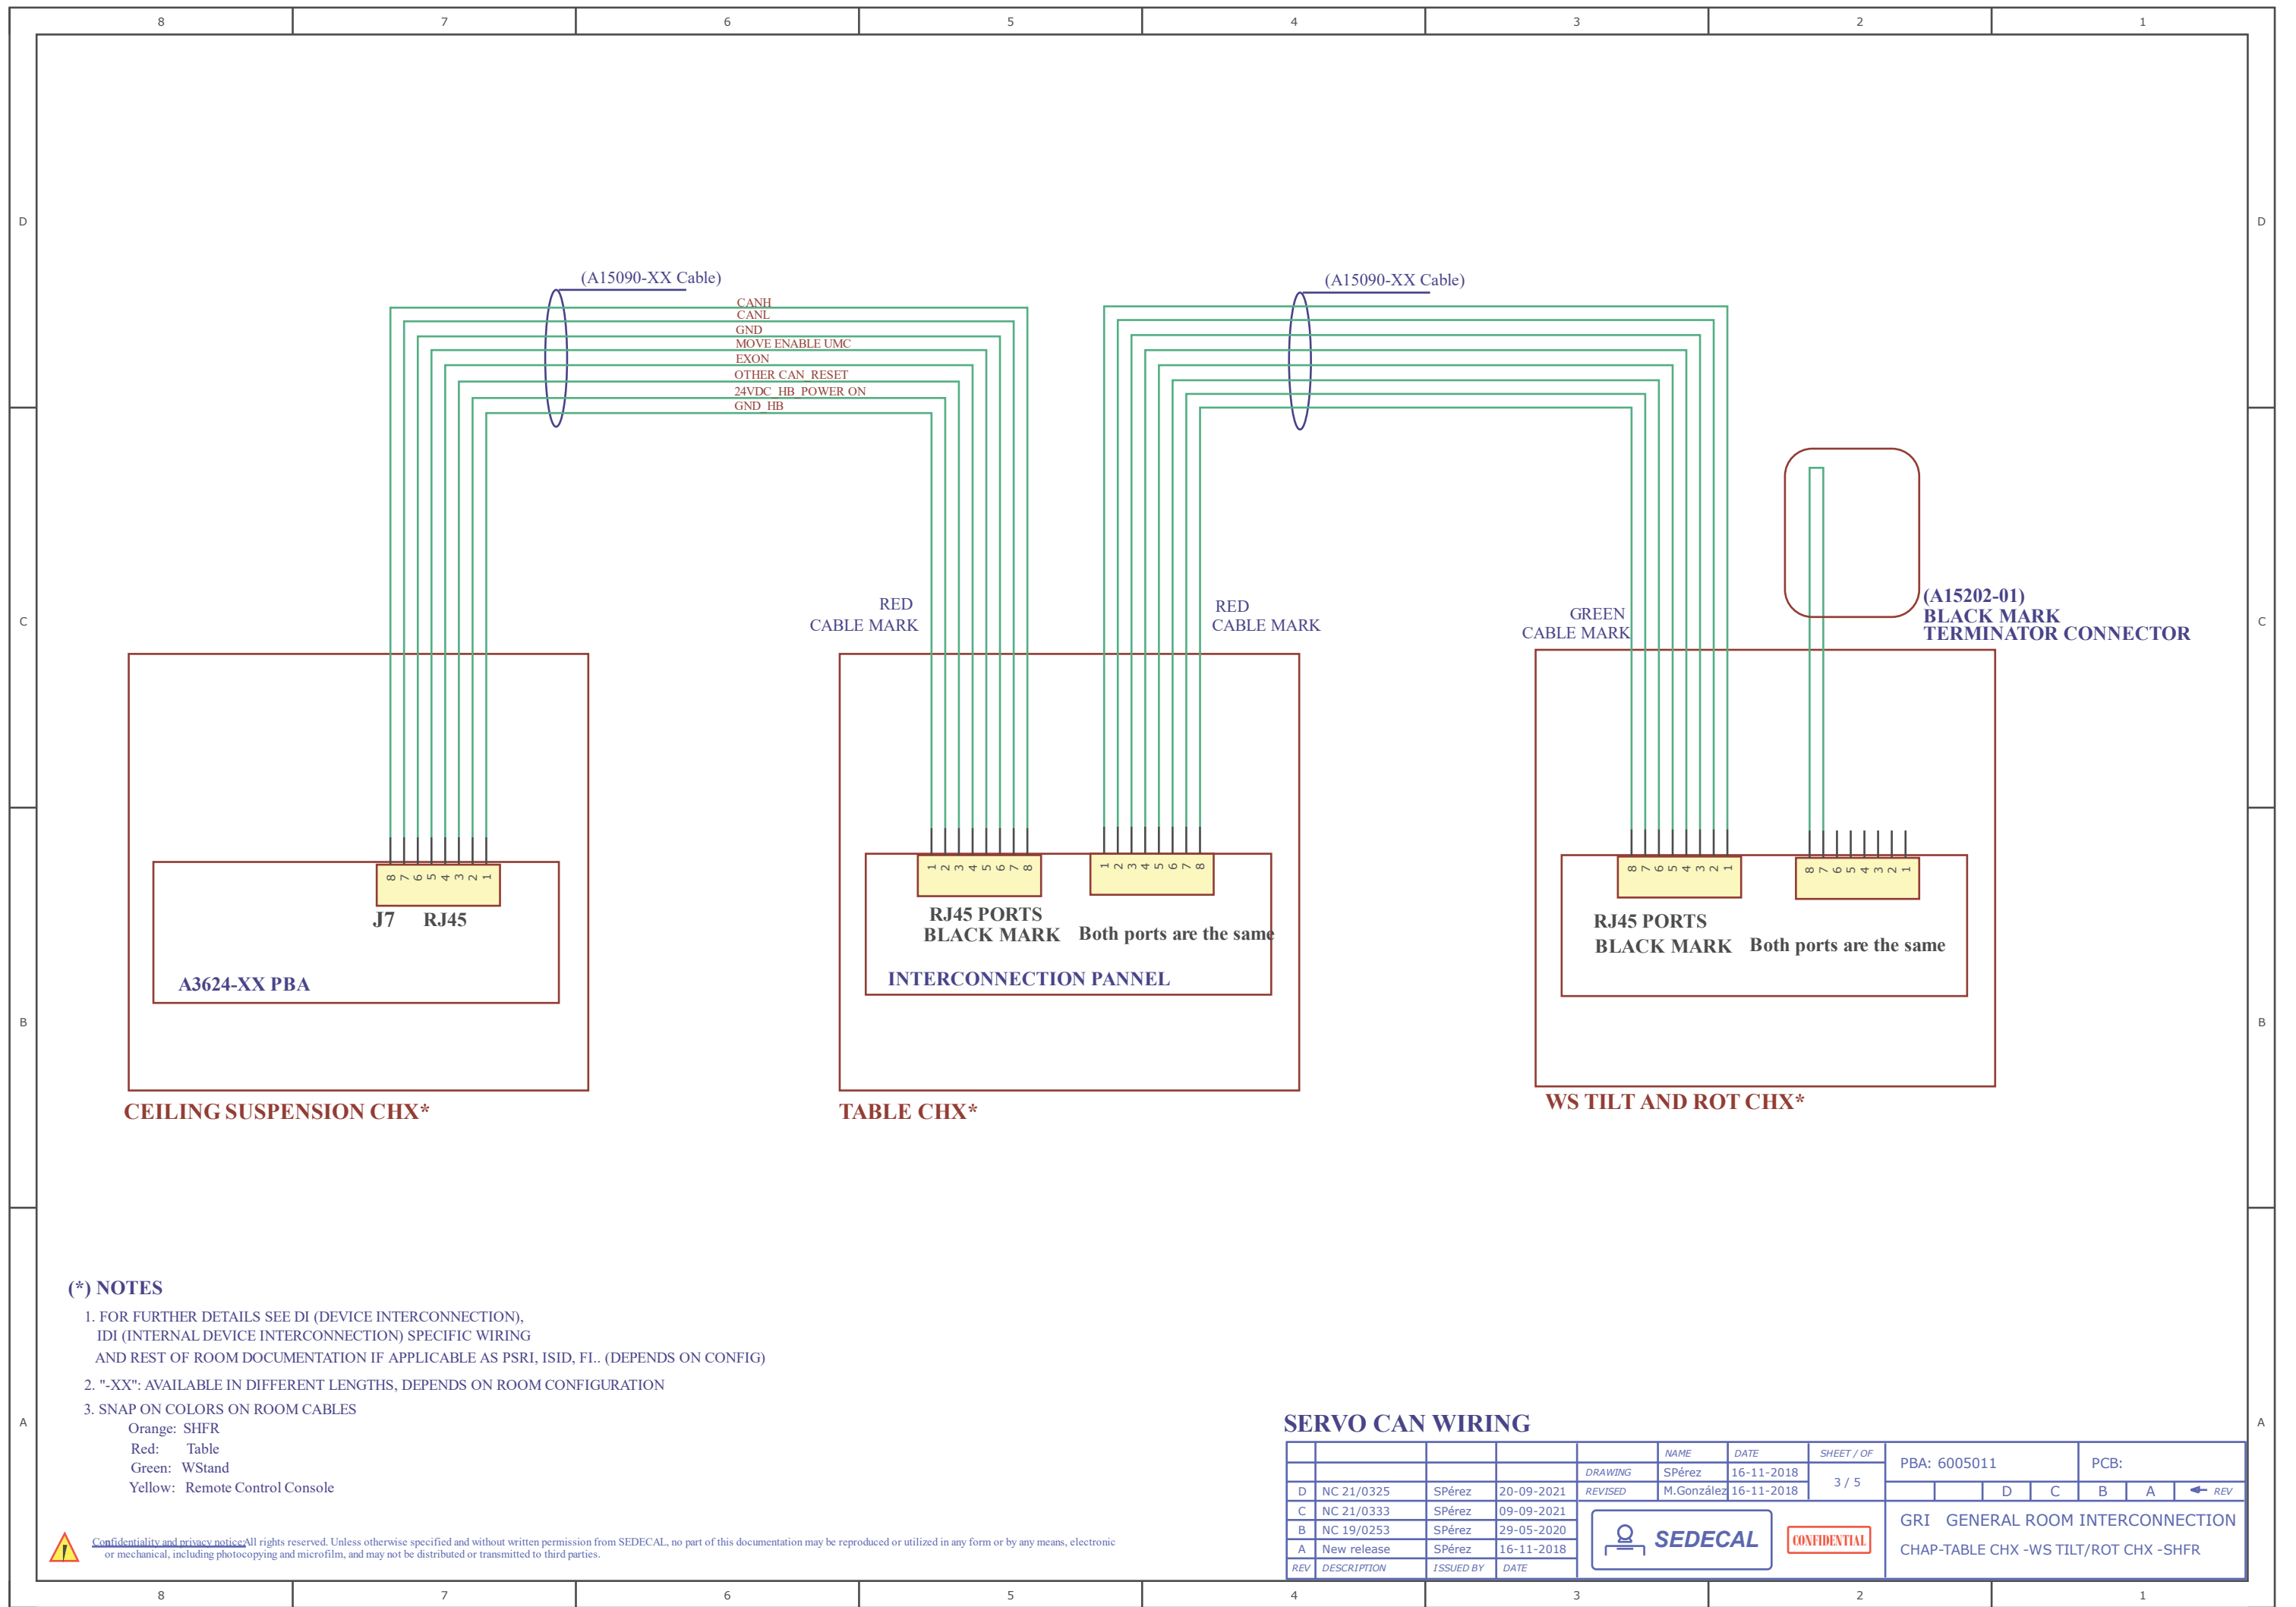 8 7 6 5 4 3 2 1
D D
(A15090-XX Cable) (A15090-XX Cable)
CANH
CANL
GND
MOVE ENABLE UMC
EXON
OTHER CAN_RESET
24VDC_HB_POWER ON
GND_HB
RED
CABLE MARK
RED
CABLE MARK
GREEN
CABLE MARK
(A15202-01)
BLACK MARK
TERMINATOR CONNECTOR
C C
8 7 6 5 4 3 2 1
J7 RJ45
A3624-XX PBA
CEILING SUSPENSION CHX*
1 2 3 4 5 6 7 8
1 2 3 4 5 6 7 8
RJ45 PORTS
BLACK MARK Both ports are the same
INTERCONNECTION PANNEL
TABLE CHX*
8 7 6 5 4 3 2 1
8 7 6 5 4 3 2 1
RJ45 PORTS
BLACK MARK Both ports are the same
WS TILT AND ROT CHX*
B B
(*) NOTES
1. FOR FURTHER DETAILS SEE DI (DEVICE INTERCONNECTION),
IDI (INTERNAL DEVICE INTERCONNECTION) SPECIFIC WIRING
AND REST OF ROOM DOCUMENTATION IF APPLICABLE AS PSRI, ISID, FI.. (DEPENDS ON CONFIG)
2. "-XX": AVAILABLE IN DIFFERENT LENGTHS, DEPENDS ON ROOM CONFIGURATION
3. SNAP ON COLORS ON ROOM CABLES
Orange: SHFR
Red: Table
Green: WStand
Yellow: Remote Control Console
A A
Confidentiality and privacy notice:All rights reserved. Unless otherwise specified and without written permission from SEDECAL, no part of this documentation may be reproduced or utilized in any form or by any means, electronic
or mechanical, including photocopying and microfilm, and may not be distributed or transmitted to third parties.
SERVO CAN WIRING
NAME DATE SHEET / OF
DRAWING SPérez 16-11-2018
REVISED M.González 16-11-2018
3 / 5
PBA: 6005011 PCB:
D C B A REV
D NC 21/0325 SPérez 20-09-2021
C NC 21/0333 SPérez 09-09-2021
B NC 19/0253 SPérez 29-05-2020
A New release SPérez 16-11-2018
REV DESCRIPTION ISSUED BY DATE
SEDECAL
CONFIDENTIAL
GRI GENERAL ROOM INTERCONNECTION
CHAP-TABLE CHX -WS TILT/ROT CHX -SHFR
8 7 6 5 4 3 2 1